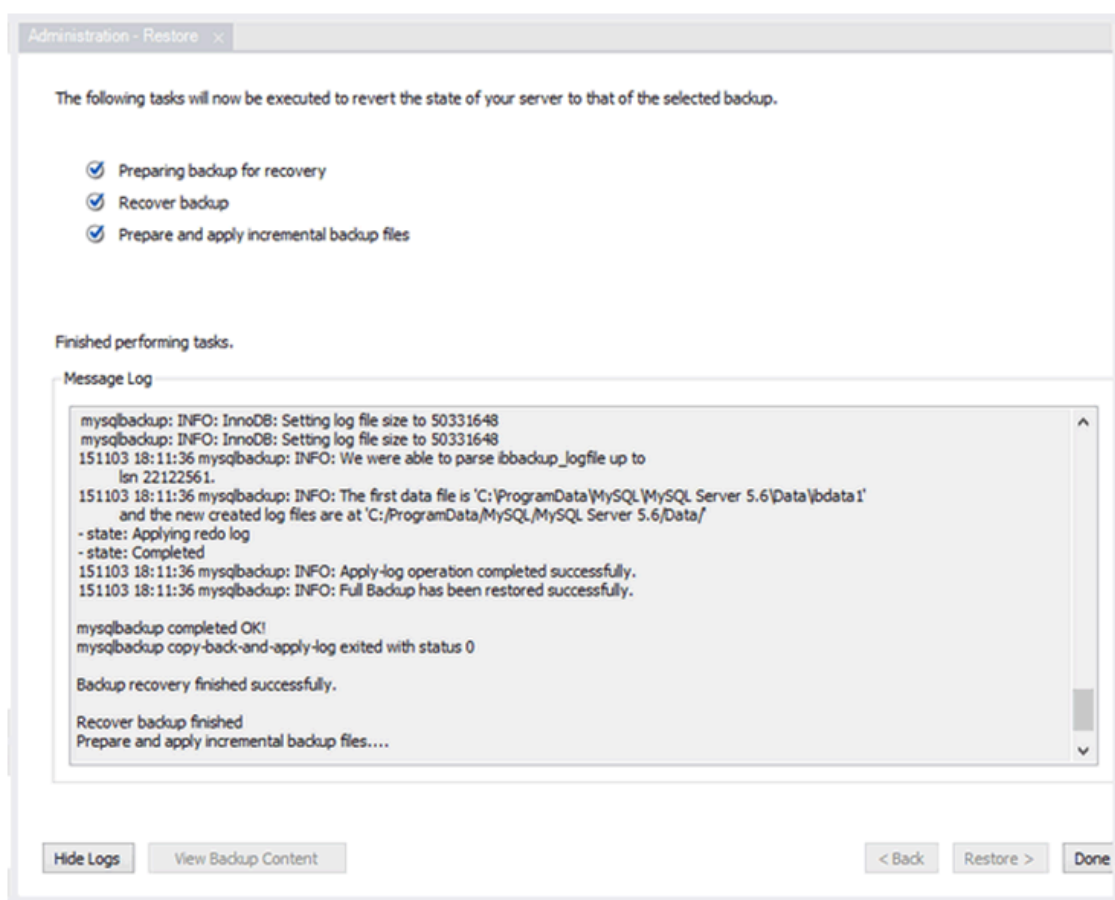 Administration - Restore ×
The following tasks will now be executed to revert the state of your server to that of the selected backup.
Preparing backup for recovery
Recover backup
Prepare and apply incremental backup files
Finished performing tasks.
Message Log
mysqlbackup: INFO: InnoDB: Setting log file size to 50331648
mysqlbackup: INFO: InnoDB: Setting log file size to 50331648
151103 18:11:36 mysqlbackup: INFO: We were able to parse ibbackup_logfile up to
lsn 22122561.
151103 18:11:36 mysqlbackup: INFO: The first data file is 'C:\ProgramData\MySQL\MySQL Server 5.6\Data\ibdata1'
and the new created log files are at 'C:/ProgramData/MySQL/MySQL Server 5.6/Data/'
- state: Applying redo log
- state: Completed
151103 18:11:36 mysqlbackup: INFO: Apply-log operation completed successfully.
151103 18:11:36 mysqlbackup: INFO: Full Backup has been restored successfully.
mysqlbackup completed OK!
mysqlbackup copy-back-and-apply-log exited with status 0
Backup recovery finished successfully.
Recover backup finished
Prepare and apply incremental backup files....
Hide Logs View Backup Content < Back Restore > Done